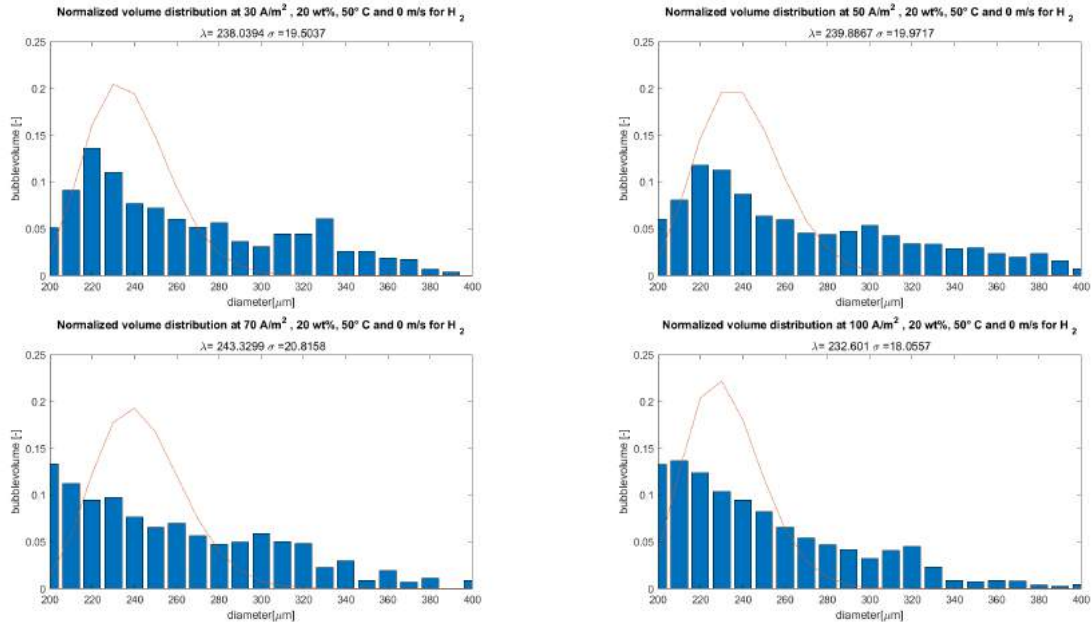 Normalized volume distribution at 30 A/m² , 20 wt%, 50° C and 0 m/s for H ₂
λ= 238.0394 σ =19.5037
0.25
0.2
0.15
0.1
0.05
0
bubblevolume [-]
200 220 240 260 280 300 320 340 360 380 400
diameter[μm]
Normalized volume distribution at 50 A/m² , 20 wt%, 50° C and 0 m/s for H ₂
λ= 239.8867 σ =19.9717
0.25
0.2
0.15
0.1
0.05
0
bubblevolume [-]
200 220 240 260 280 300 320 340 360 380 400
diameter[μm]
Normalized volume distribution at 70 A/m² , 20 wt%, 50° C and 0 m/s for H ₂
λ= 243.3299 σ =20.8158
0.25
0.2
0.15
0.1
0.05
0
bubblevolume [-]
200 220 240 260 280 300 320 340 360 380 400
diameter[μm]
Normalized volume distribution at 100 A/m² , 20 wt%, 50° C and 0 m/s for H ₂
λ= 232.601 σ =18.0557
0.25
0.2
0.15
0.1
0.05
0
bubblevolume [-]
200 220 240 260 280 300 320 340 360 380 400
diameter[μm]